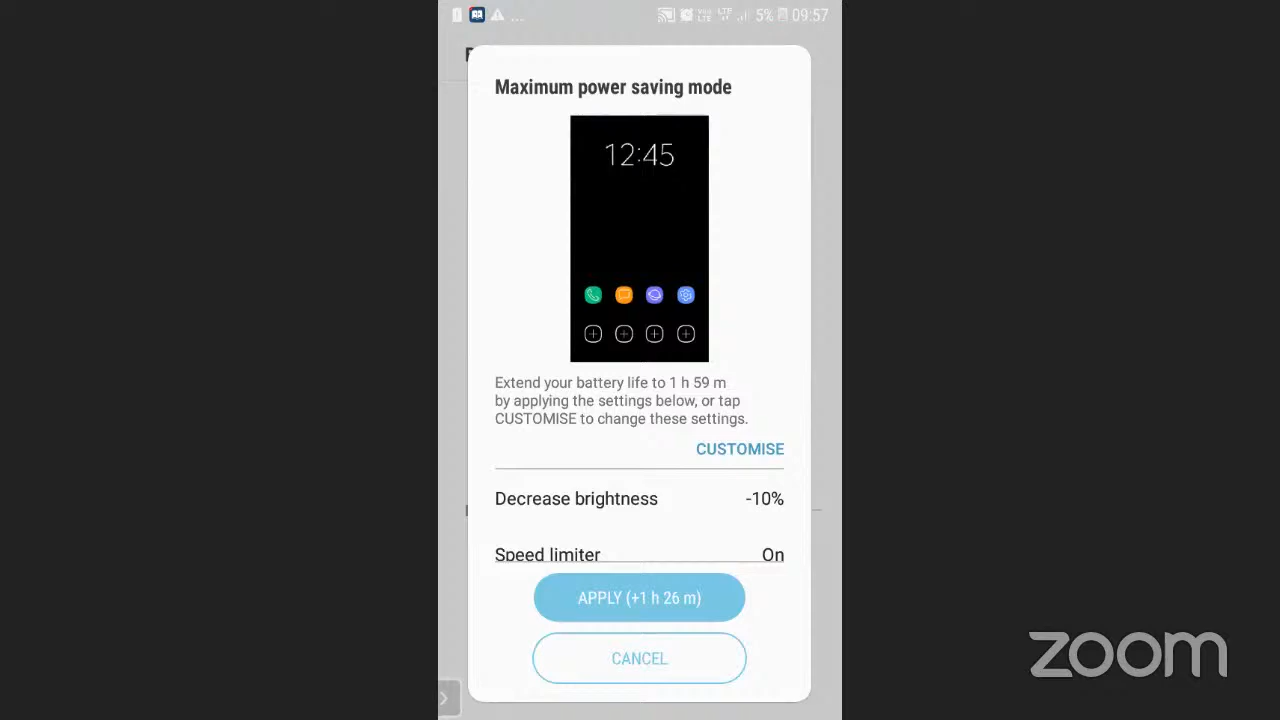 ... VoLTE LTE 5% 09:57
Maximum power saving mode
12:45
Extend your battery life to 1 h 59 m
by applying the settings below, or tap
CUSTOMISE to change these settings.
CUSTOMISE
Decrease brightness -10%
Speed limiter On
APPLY (+1 h 26 m)
CANCEL
zoom